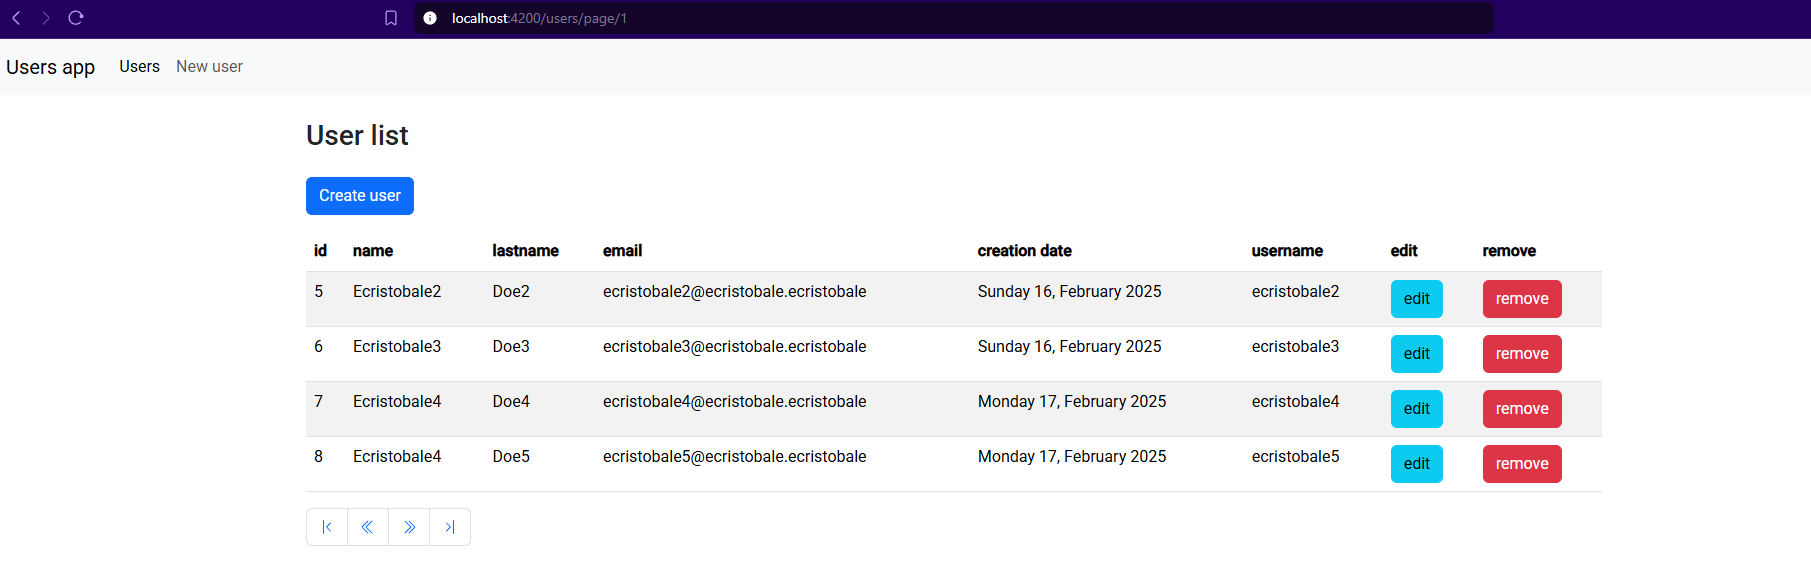 localhost:4200/users/page/1
Users app Users New user
User list
Create user
id name lastname email creation date username edit remove
5 Ecristobale2 Doe2 ecristobale2@ecristobale.ecristobale Sunday 16, February 2025 ecristobale2 edit remove
6 Ecristobale3 Doe3 ecristobale3@ecristobale.ecristobale Sunday 16, February 2025 ecristobale3 edit remove
7 Ecristobale4 Doe4 ecristobale4@ecristobale.ecristobale Monday 17, February 2025 ecristobale4 edit remove
8 Ecristobale4 Doe5 ecristobale5@ecristobale.ecristobale Monday 17, February 2025 ecristobale5 edit remove